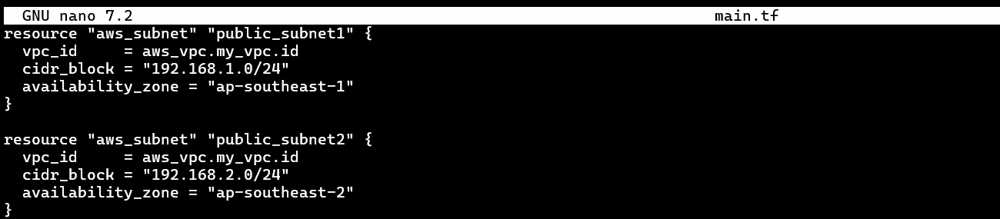 GNU nano 7.2 main.tf
resource "aws_subnet" "public_subnet1" {
  vpc_id     = aws_vpc.my_vpc.id
  cidr_block = "192.168.1.0/24"
  availability_zone = "ap-southeast-1"
}

resource "aws_subnet" "public_subnet2" {
  vpc_id     = aws_vpc.my_vpc.id
  cidr_block = "192.168.2.0/24"
  availability_zone = "ap-southeast-2"
}